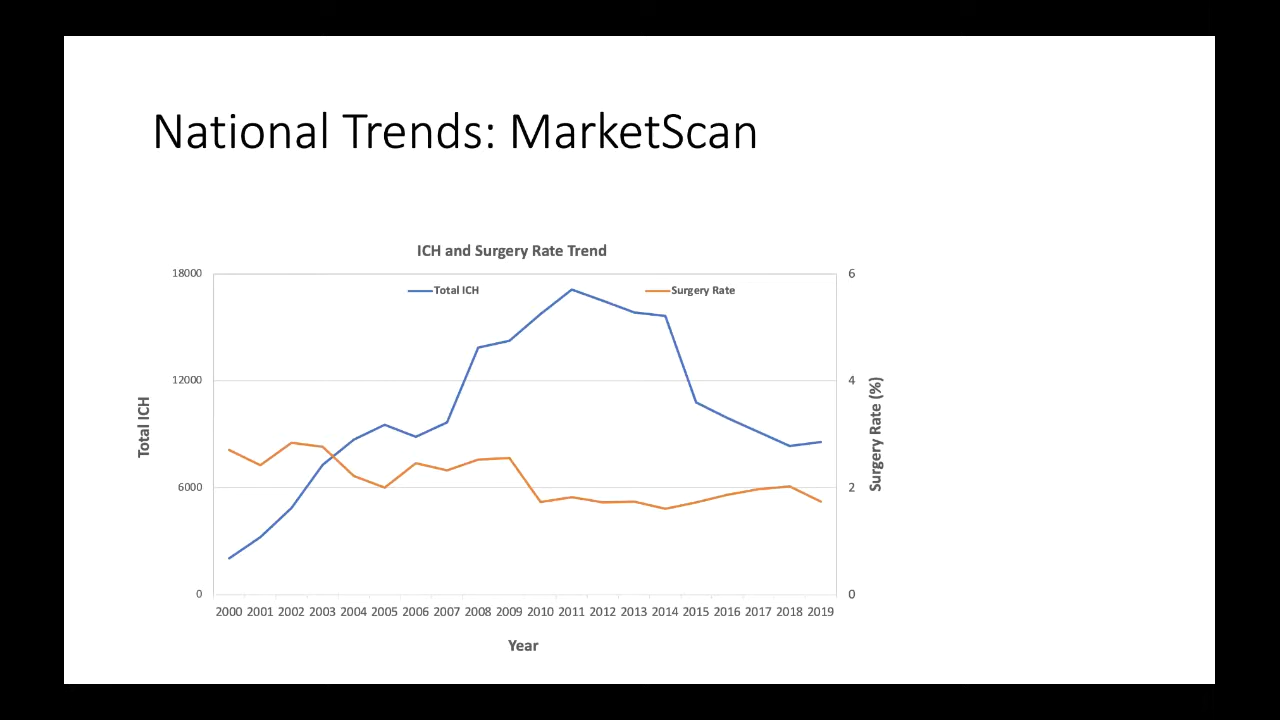 National Trends: MarketScan
ICH and Surgery Rate Trend
Total ICH
Surgery Rate
18000
12000
6000
0
6
4
2
0
Total ICH
Surgery Rate (%)
2000 2001 2002 2003 2004 2005 2006 2007 2008 2009 2010 2011 2012 2013 2014 2015 2016 2017 2018 2019
Year